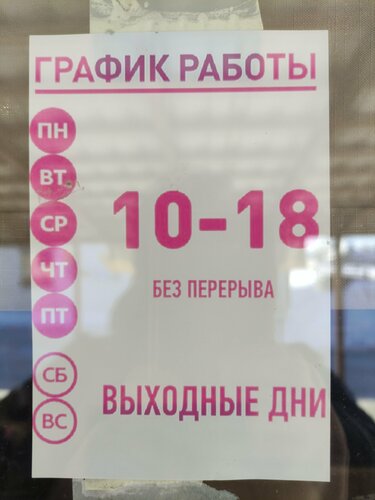 ГРАФИК РАБОТЫ
ПН
ВТ
СР
ЧТ
ПТ
10-18
БЕЗ ПЕРЕРЫВА
СБ
ВС
ВЫХОДНЫЕ ДНИ